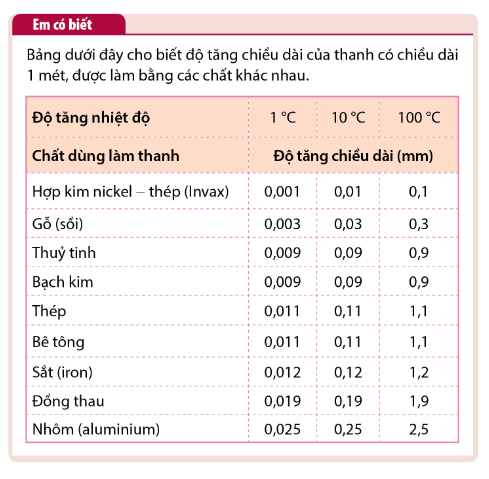 Em có biết
Bảng dưới đây cho biết độ tăng chiều dài của thanh có chiều dài
1 mét, được làm bằng các chất khác nhau.
Độ tăng nhiệt độ 1 °C 10 °C 100 °C
Chất dùng làm thanh Độ tăng chiều dài (mm)
Hợp kim nickel – thép (Invax) 0,001 0,01 0,1
Gỗ (sồi) 0,003 0,03 0,3
Thuỷ tinh 0,009 0,09 0,9
Bạch kim 0,009 0,09 0,9
Thép 0,011 0,11 1,1
Bê tông 0,011 0,11 1,1
Sắt (iron) 0,012 0,12 1,2
Đồng thau 0,019 0,19 1,9
Nhôm (aluminium) 0,025 0,25 2,5